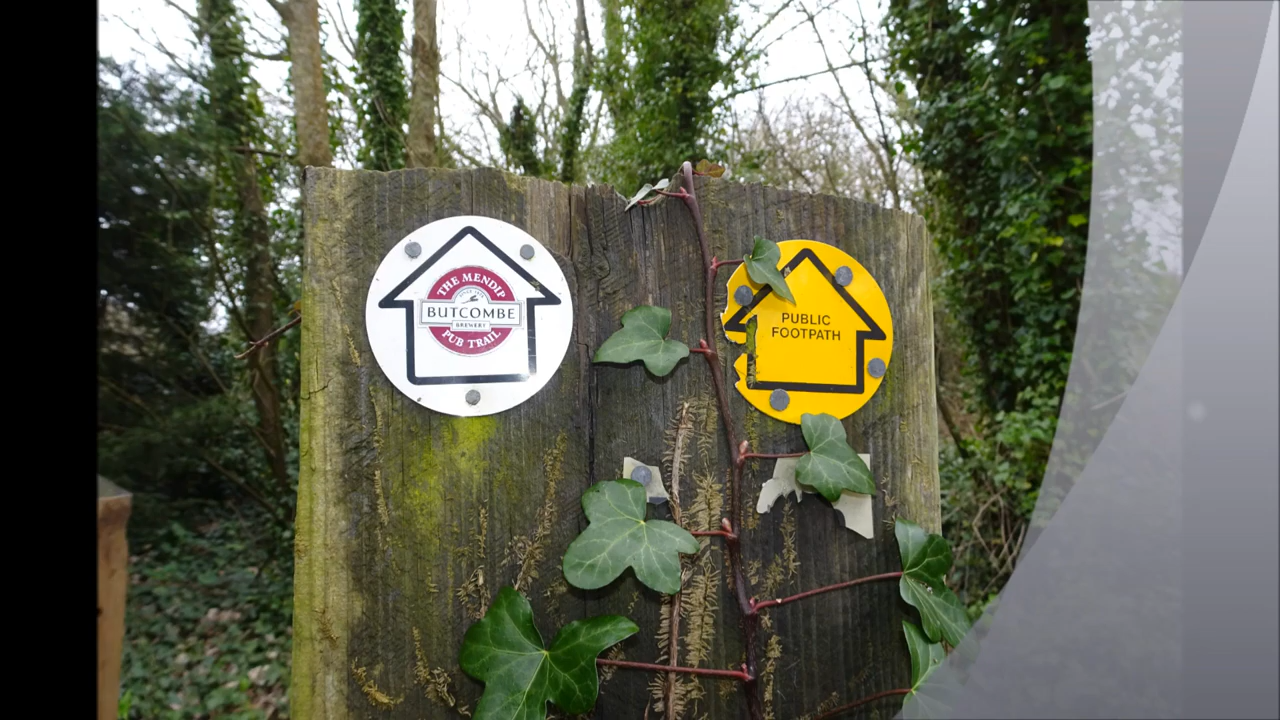 THE MENDIP
BUTCOMBE
BREWERY
PUB TRAIL
PUBLIC
FOOTPATH